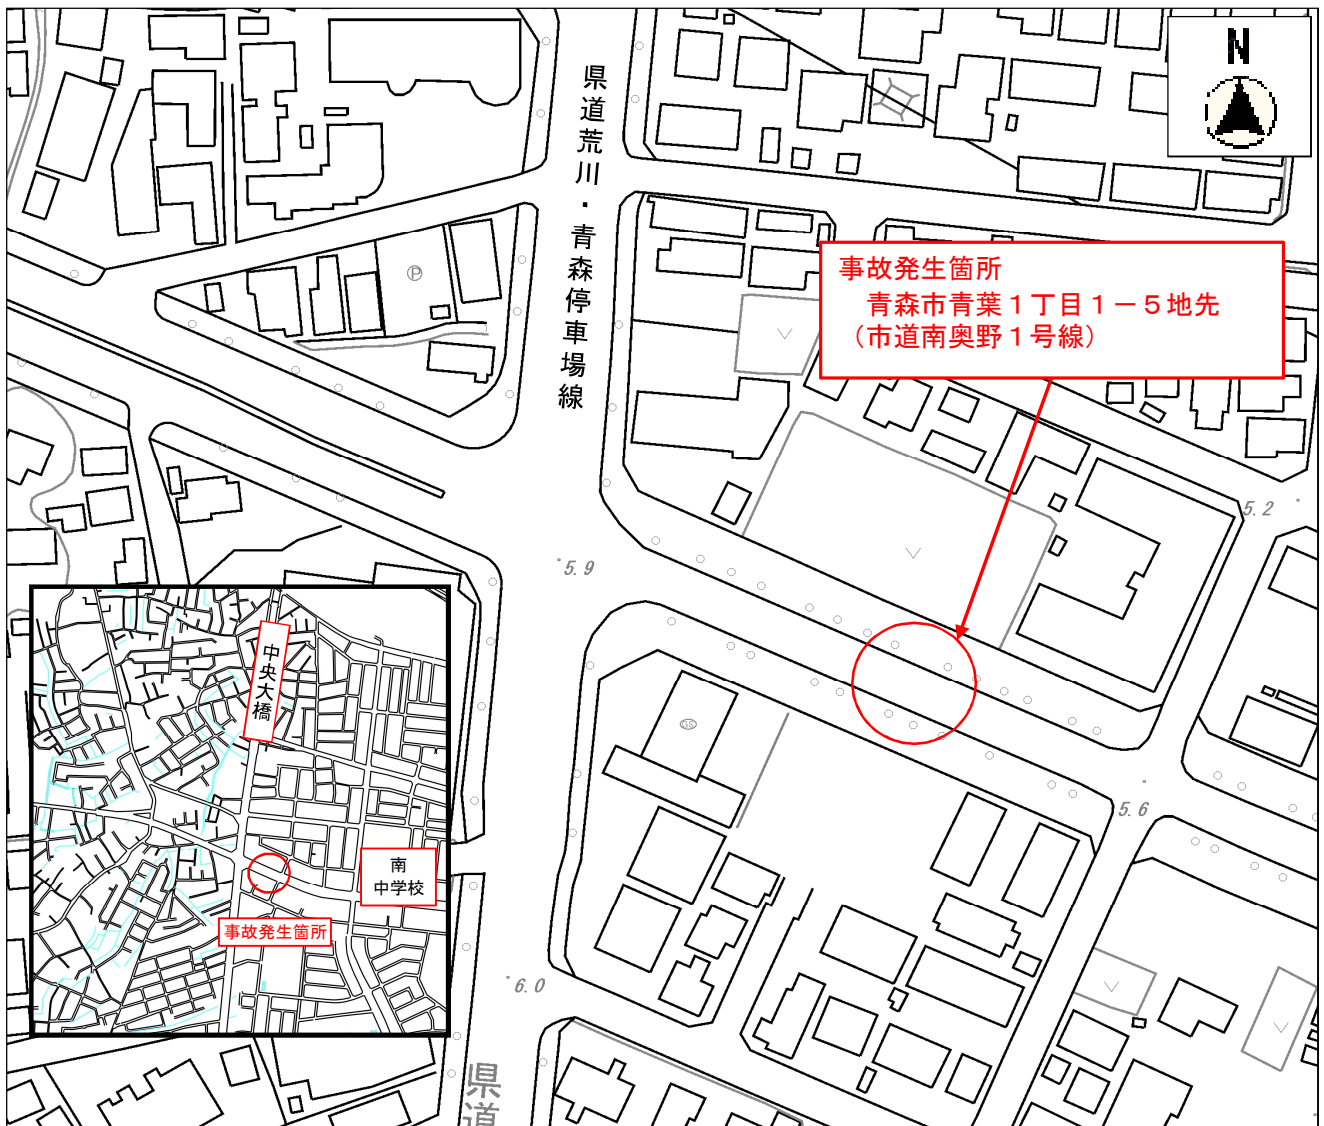 N
県道荒川・青森停車場線
Ⓟ
事故発生箇所
青森市青葉1丁目1－5地先
（市道南奥野1号線）
5.2
5.9
5.6
6.0
中央大橋
南
中学校
事故発生箇所
県道